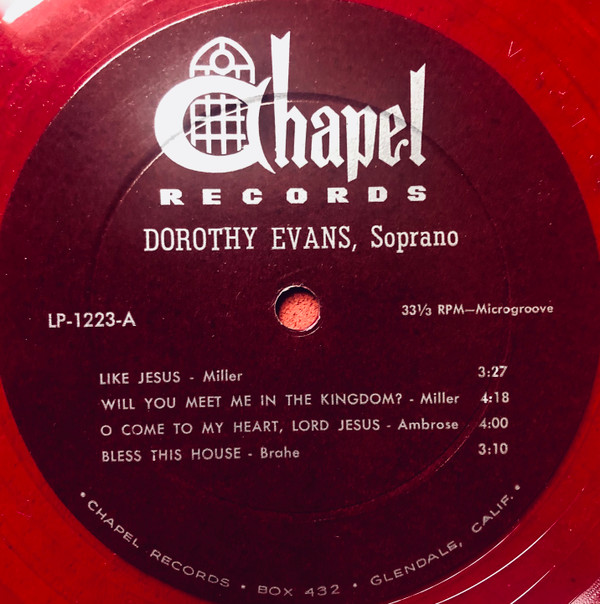 Chapel
RECORDS
DOROTHY EVANS, Soprano
LP-1223-A
33⅓ RPM—Microgroove
LIKE JESUS - Miller 3:27
WILL YOU MEET ME IN THE KINGDOM? - Miller 4:18
O COME TO MY HEART, LORD JESUS - Ambrose 4:00
BLESS THIS HOUSE - Brahe 3:10
• CHAPEL RECORDS • BOX 432 • GLENDALE, CALIF. •